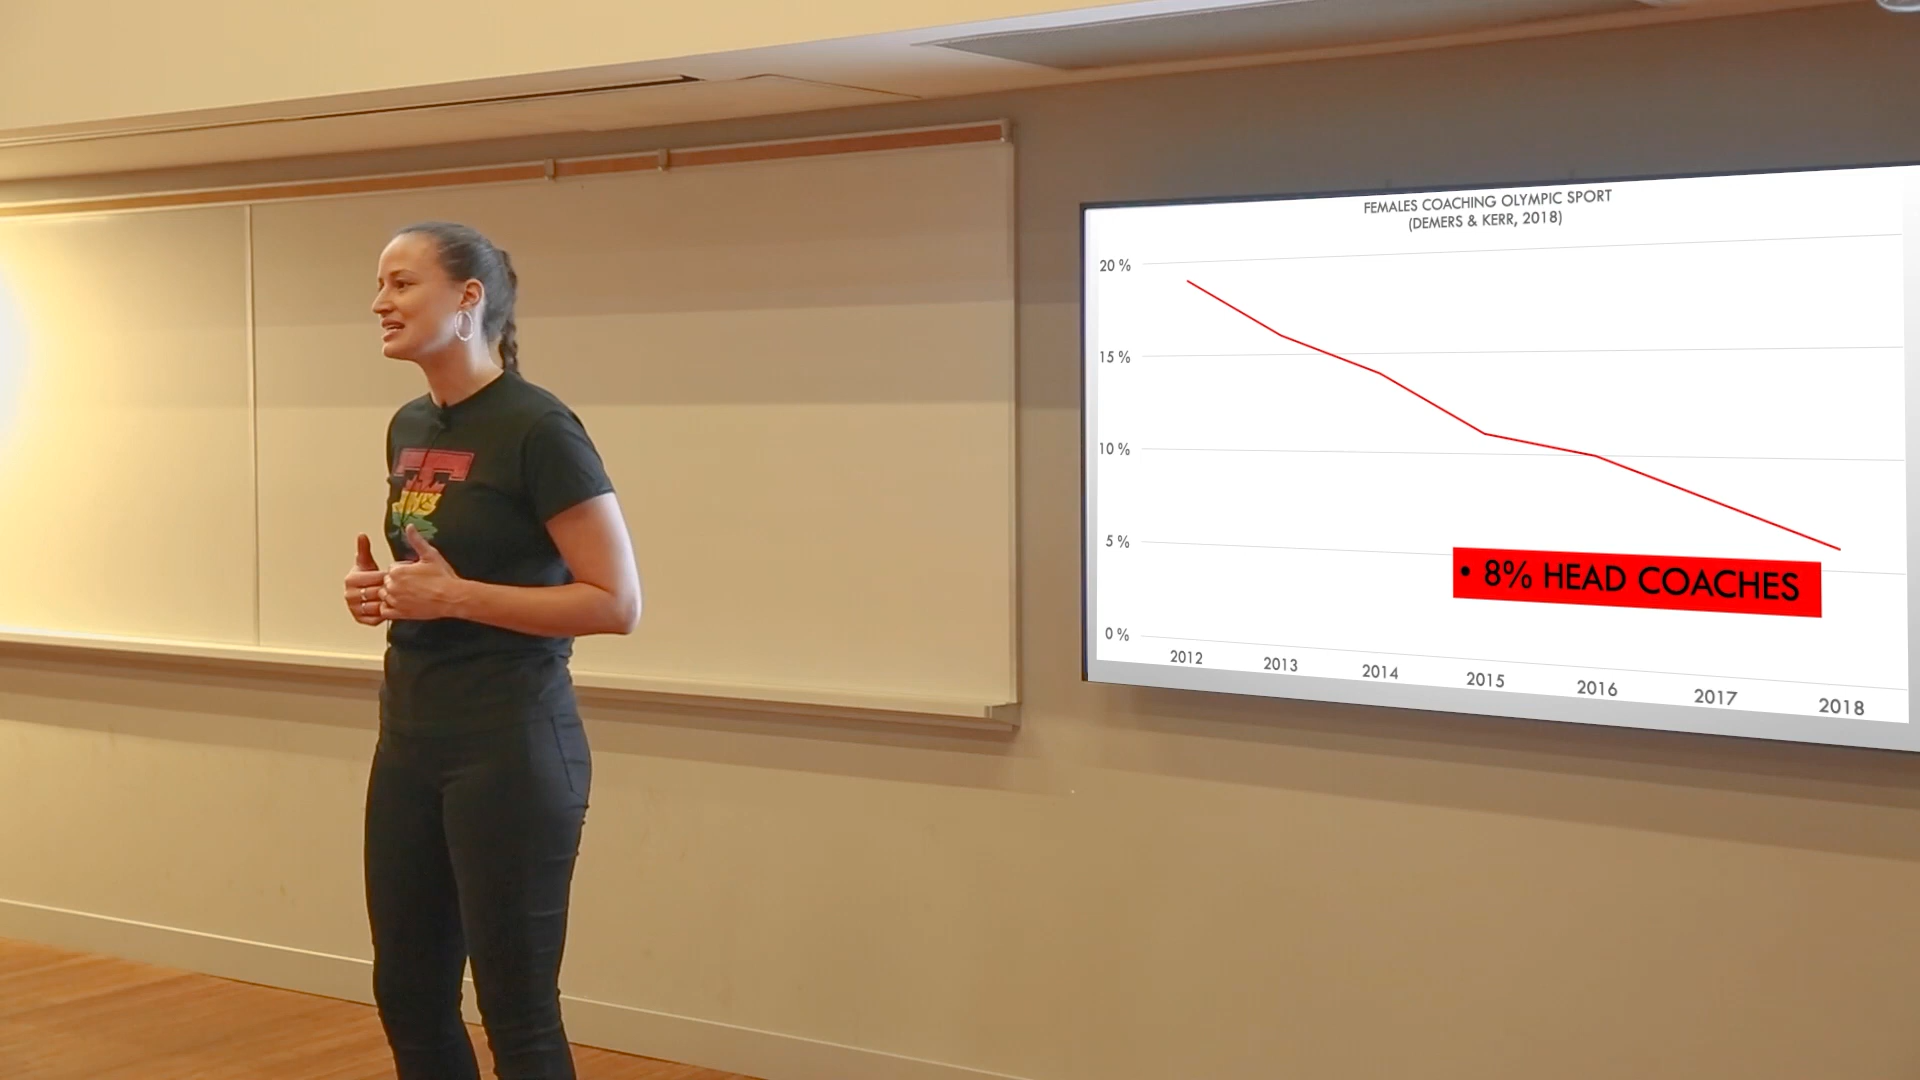 FEMALES COACHING OLYMPIC SPORT
(DEMERS & KERR, 2018)
20 %
15 %
10 %
5 %
0 %
• 8% HEAD COACHES
2012 2013 2014 2015 2016 2017 2018
T